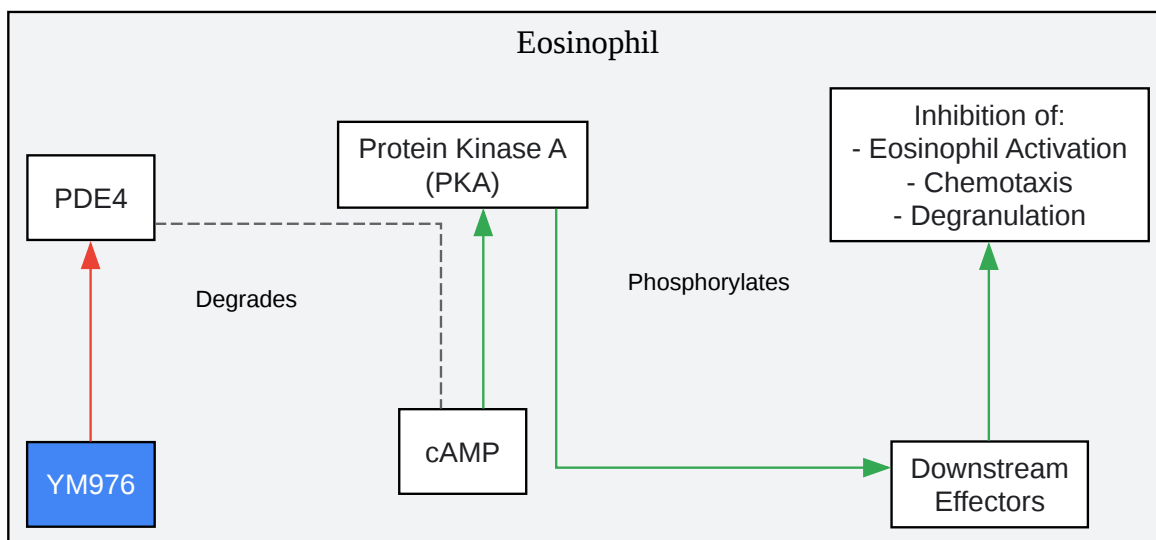 Eosinophil
PDE4
Protein Kinase A
(PKA)
Inhibition of:
- Eosinophil Activation
- Chemotaxis
- Degranulation
Degrades
Phosphorylates
YM976
cAMP
Downstream
Effectors